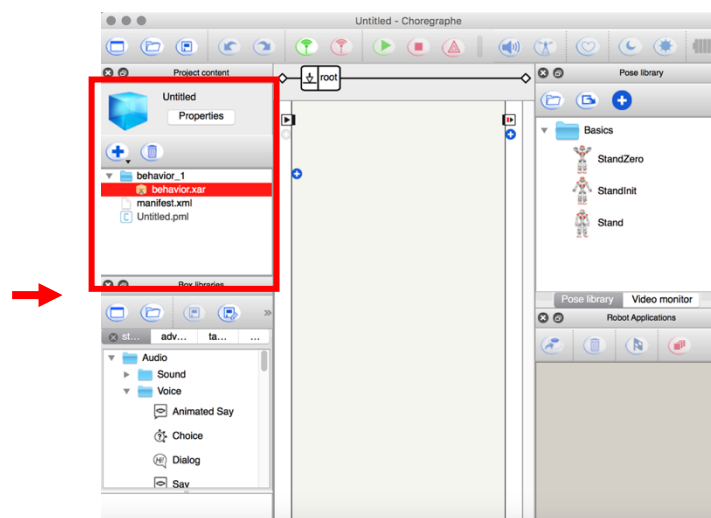 Untitled - Choregraphe
Project content
root
Pose library
Untitled
Properties
behavior_1
behavior.xar
manifest.xml
Untitled.pml
Basics
StandZero
StandInit
Stand
Box libraries
Pose library
Video monitor
Robot Applications
st...
adv...
ta...
...
Audio
Sound
Voice
Animated Say
Choice
Hi!
Dialog
Say